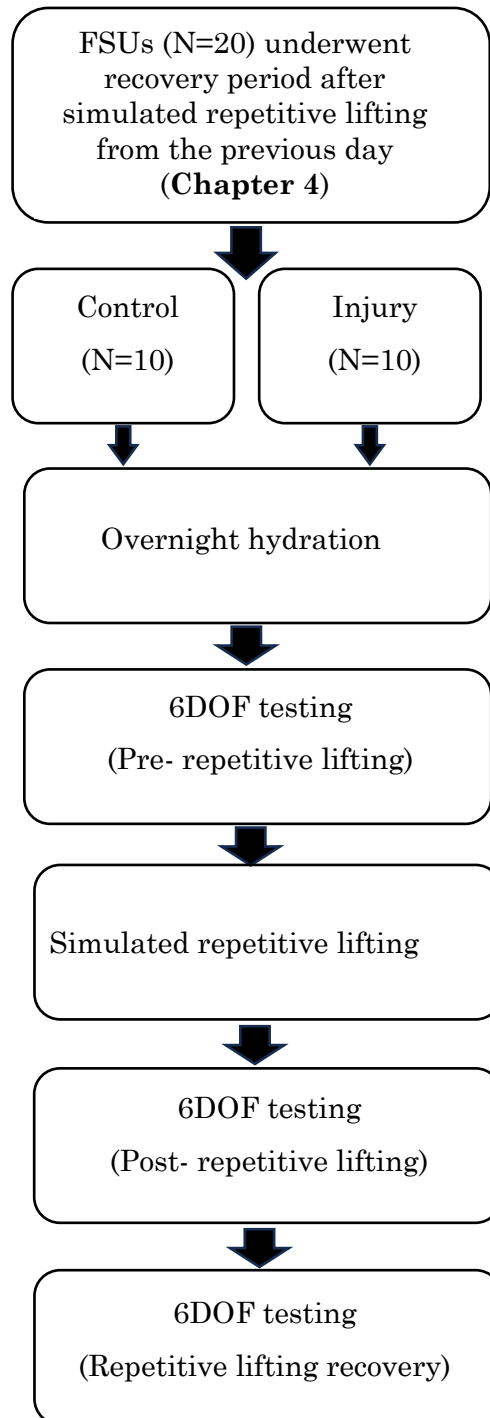 FSUs (N=20) underwent
recovery period after
simulated repetitive lifting
from the previous day
(Chapter 4)
Control
(N=10)
Injury
(N=10)
Overnight hydration
6DOF testing
(Pre- repetitive lifting)
Simulated repetitive lifting
6DOF testing
(Post- repetitive lifting)
6DOF testing
(Repetitive lifting recovery)